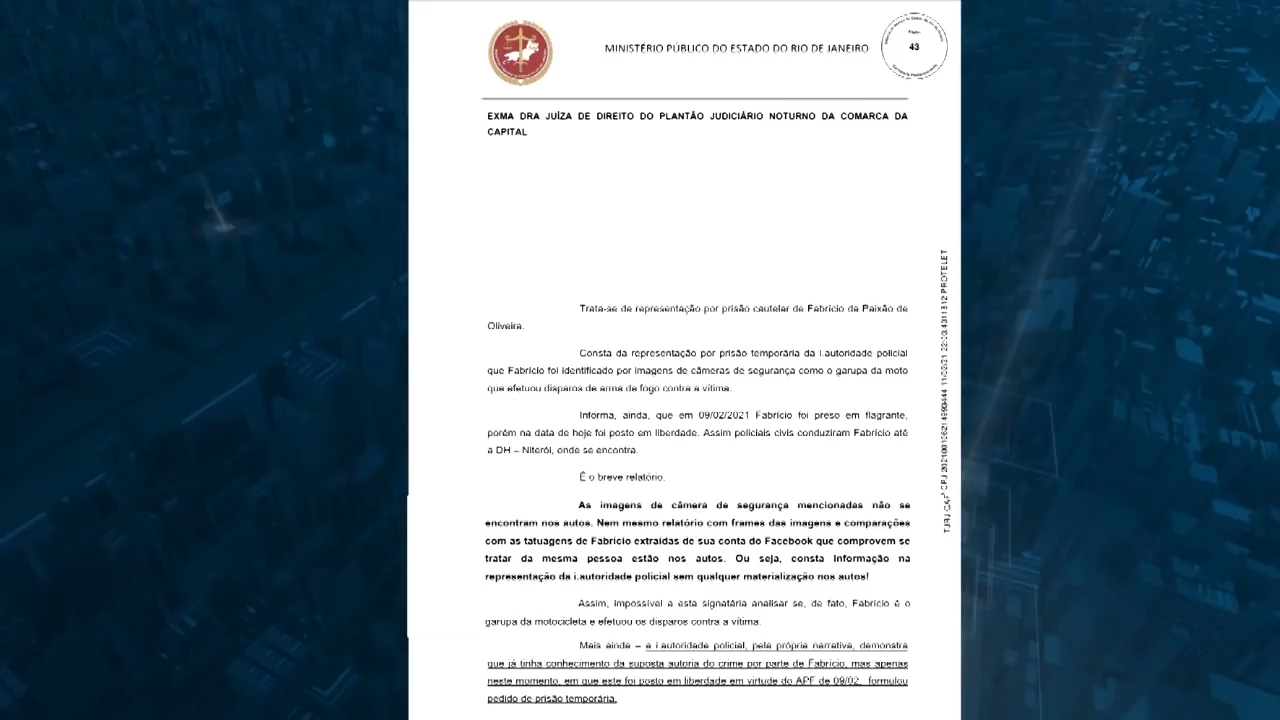 MINISTÉRIO PÚBLICO DO ESTADO DO RIO DE JANEIRO
43
EXMA DRA JUÍZA DE DIREITO DO PLANTÃO JUDICIÁRIO NOTURNO DA COMARCA DA
CAPITAL
Trata-se de representação por prisão cautelar de Fabrício da Paixão de
Oliveira.
Consta da representação por prisão temporária da i.autoridade policial
que Fabrício foi identificado por imagens de câmeras de segurança como o garupa da moto
que efetuou disparos de arma de fogo contra a vítima.
Informa, ainda, que em 09/02/2021 Fabrício foi preso em flagrante,
porém na data de hoje foi posto em liberdade. Assim policiais civis conduziram Fabrício até
a DH – Niterói, onde se encontra.
É o breve relatório.
As imagens de câmera de segurança mencionadas não se
encontram nos autos. Nem mesmo relatório com frames das imagens e comparações
com as tatuagens de Fabrício extraídas de sua conta do Facebook que comprovem se
tratar da mesma pessoa estão nos autos. Ou seja, consta informação na
representação da i.autoridade policial sem qualquer materialização nos autos!
Assim, impossível a esta signatária analisar se, de fato, Fabrício é o
garupa da motocicleta e efetuou os disparos contra a vítima.
Mais ainda – a i.autoridade policial, pela própria narrativa, demonstra
que já tinha conhecimento da suposta autoria do crime por parte de Fabrício, mas apenas
neste momento, em que este foi posto em liberdade em virtude do APF de 09/02, formulou
pedido de prisão temporária.